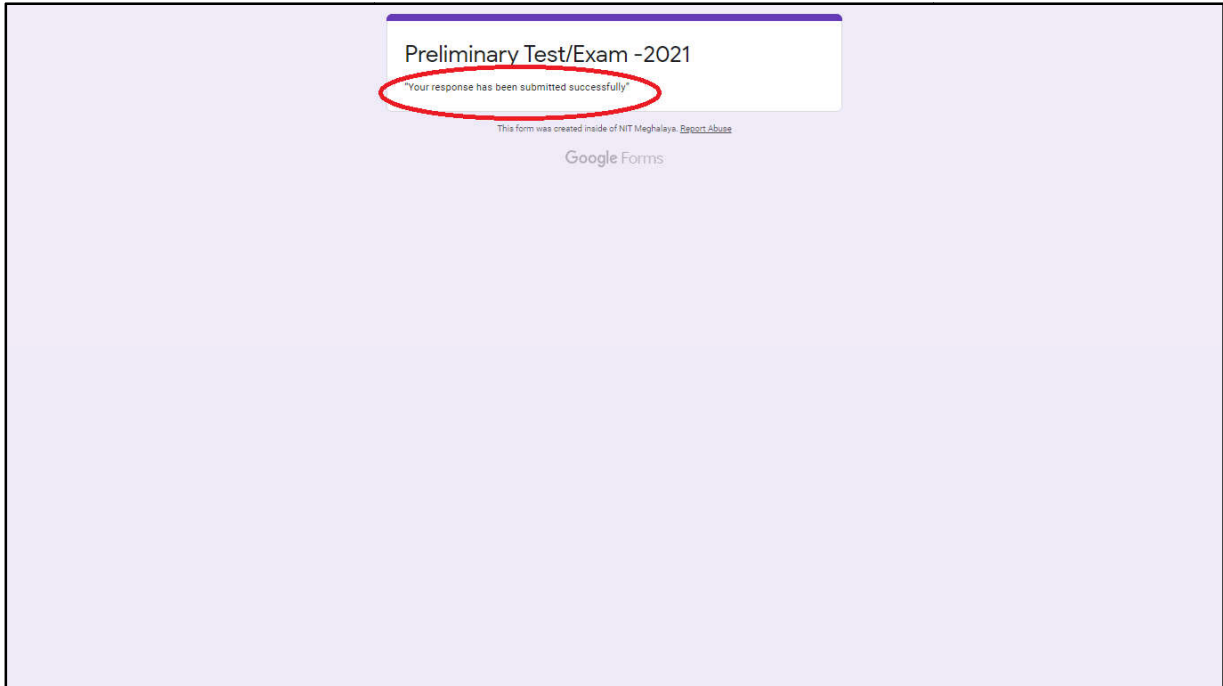 Preliminary Test/Exam -2021
"Your response has been submitted successfully"
This form was created inside of NIT Meghalaya. Report Abuse
Google Forms